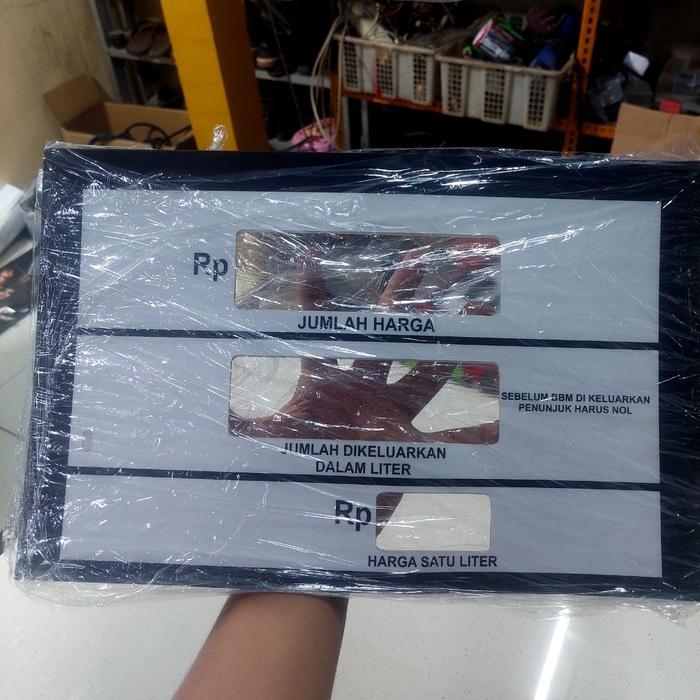 Rp
JUMLAH HARGA
JUMLAH DIKELUARKAN
DALAM LITER
SEBELUM BBM DI KELUARKAN
PENUNJUK HARUS NOL
Rp
HARGA SATU LITER